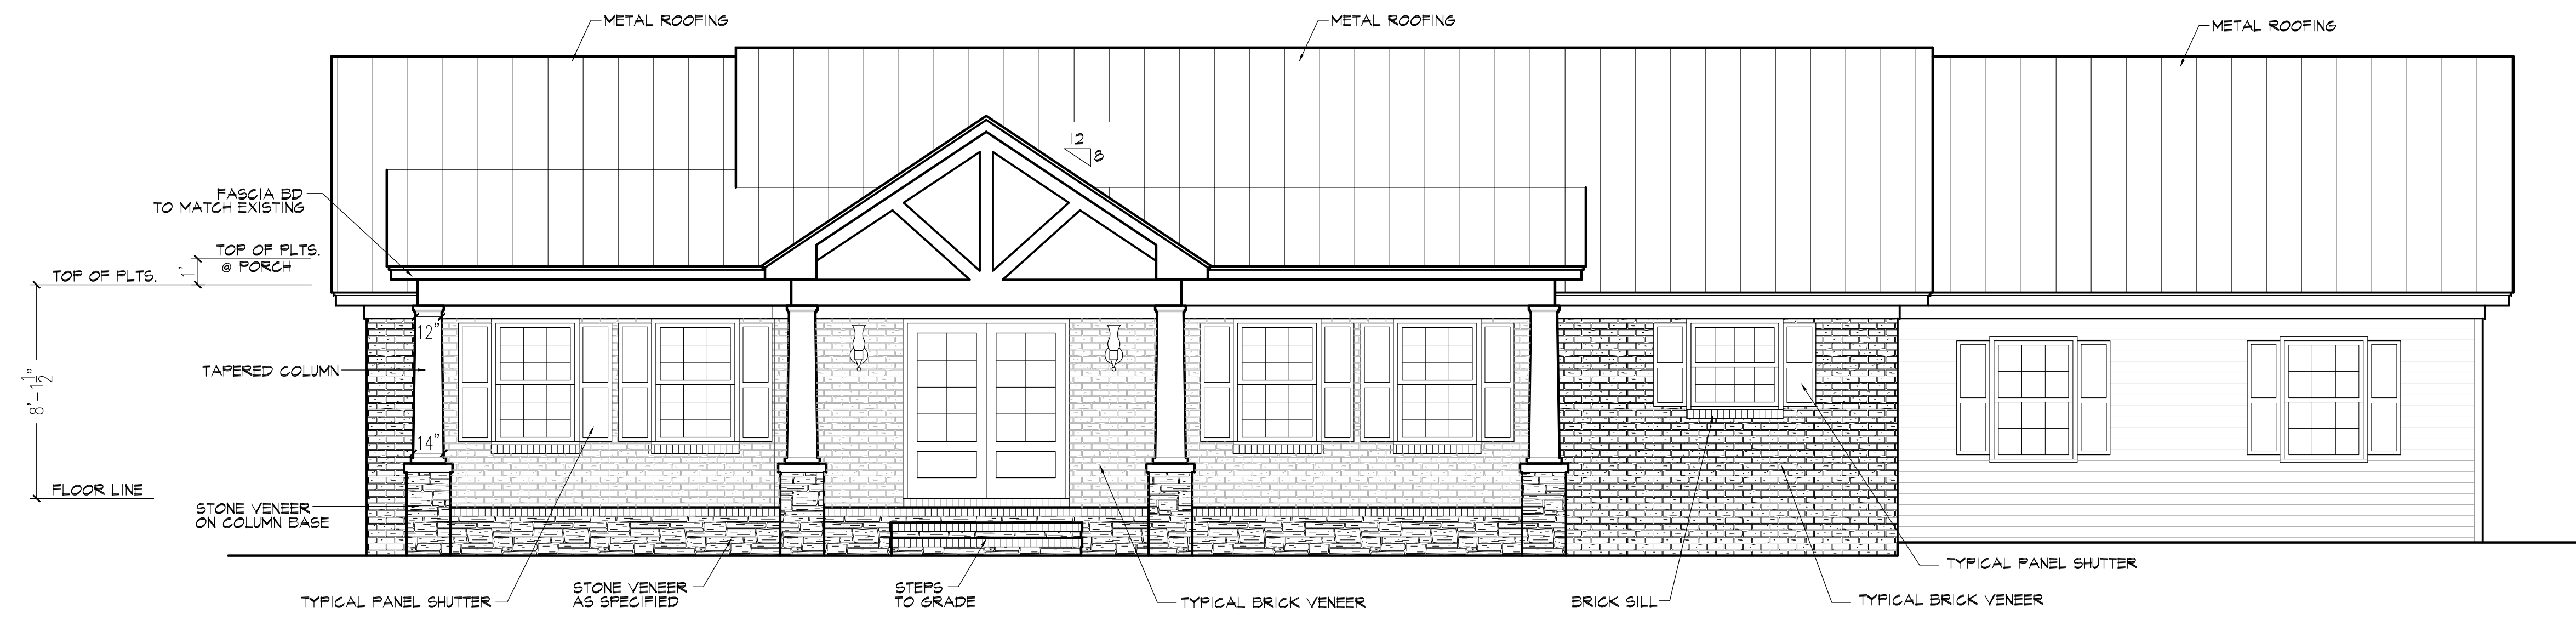 METAL ROOFING
METAL ROOFING
METAL ROOFING
12
8
FASCIA BD
TO MATCH EXISTING
TOP OF PLTS.
@ PORCH
1'
TOP OF PLTS.
8'-1 1/2"
12"
TAPERED COLUMN
14"
FLOOR LINE
STONE VENEER
ON COLUMN BASE
TYPICAL PANEL SHUTTER
STONE VENEER
AS SPECIFIED
STEPS
TO GRADE
TYPICAL BRICK VENEER
BRICK SILL
TYPICAL BRICK VENEER
TYPICAL PANEL SHUTTER